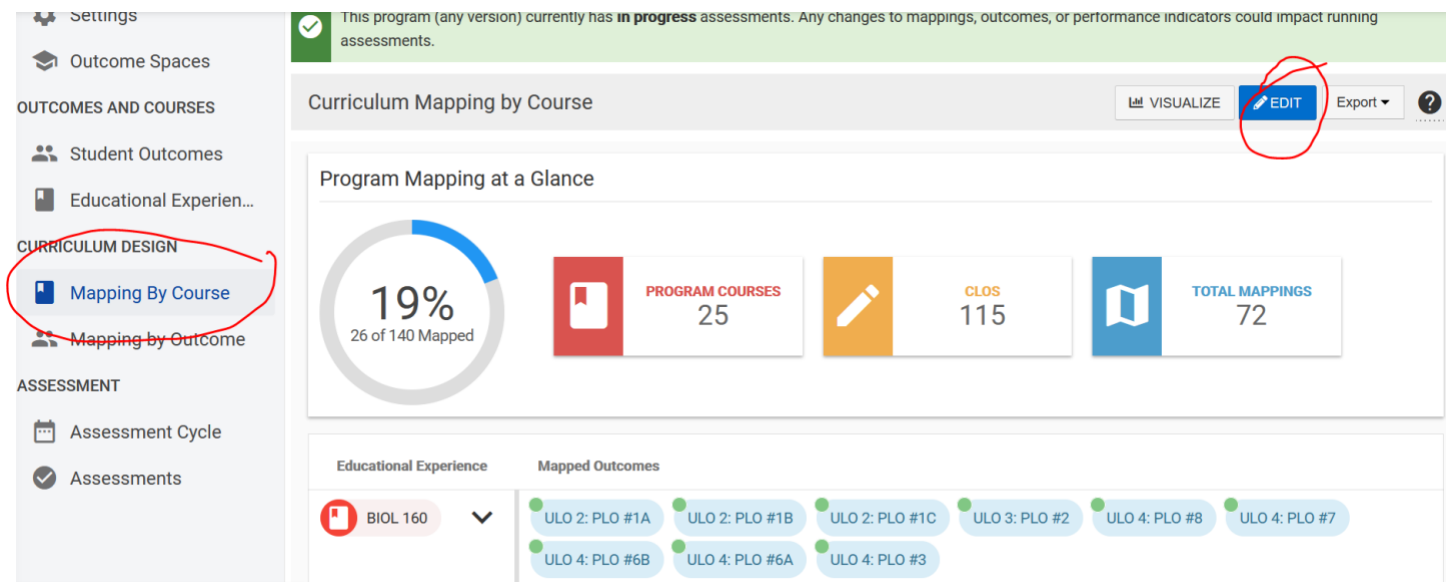 Settings
Outcome Spaces
OUTCOMES AND COURSES
Student Outcomes
Educational Experien...
CURRICULUM DESIGN
Mapping By Course
Mapping by Outcome
ASSESSMENT
Assessment Cycle
Assessments
This program (any version) currently has in progress assessments. Any changes to mappings, outcomes, or performance indicators could impact running
assessments.
Curriculum Mapping by Course
VISUALIZE EDIT Export ?
Program Mapping at a Glance
19%
26 of 140 Mapped
PROGRAM COURSES
25
CLOS
115
TOTAL MAPPINGS
72
Educational Experience Mapped Outcomes
BIOL 160 ULO 2: PLO #1A ULO 2: PLO #1B ULO 2: PLO #1C ULO 3: PLO #2 ULO 4: PLO #8 ULO 4: PLO #7
ULO 4: PLO #6B ULO 4: PLO #6A ULO 4: PLO #3